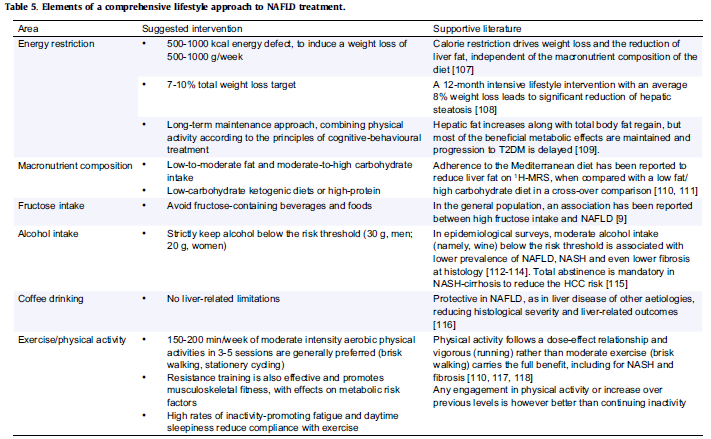 Table 5. Elements of a comprehensive lifestyle approach to NAFLD treatment.
Area Suggested intervention Supportive literature
Energy restriction • 500-1000 kcal energy defect, to induce a weight loss of Calorie restriction drives weight loss and the reduction of
500-1000 g/week liver fat, independent of the macronutrient composition of
the diet [107]
• 7-10% total weight loss target A 12-month intensive lifestyle intervention with an average
8% weight loss leads to significant reduction of hepatic
steatosis [108]
• Long-term maintenance approach, combining physical Hepatic fat increases along with total body fat regain, but
activity according to the principles of cognitive-behavioural most of the beneficial metabolic effects are maintained and
treatment progression to T2DM is delayed [109].
Macronutrient composition • Low-to-moderate fat and moderate-to-high carbohydrate Adherence to the Mediterranean diet has been reported to
intake reduce liver fat on ¹H-MRS, when compared with a low fat/
• Low-carbohydrate ketogenic diets or high-protein high carbohydrate diet in a cross-over comparison [110, 111]
Fructose intake • Avoid fructose-containing beverages and foods In the general population, an association has been reported
between high fructose intake and NAFLD [9]
Alcohol intake • Strictly keep alcohol below the risk threshold (30 g, men; In epidemiological surveys, moderate alcohol intake
20 g, women) (namely, wine) below the risk threshold is associated with
lower prevalence of NAFLD, NASH and even lower fibrosis
at histology [112-114]. Total abstinence is mandatory in
NASH-cirrhosis to reduce the HCC risk [115]
Coffee drinking • No liver-related limitations Protective in NAFLD, as in liver disease of other aetiologies,
reducing histological severity and liver-related outcomes
[116]
Exercise/physical activity • 150-200 min/week of moderate intensity aerobic physical Physical activity follows a dose-effect relationship and
activities in 3-5 sessions are generally preferred (brisk vigorous (running) rather than moderate exercise (brisk
walking, stationery cycling) walking) carries the full benefit, including for NASH and
• Resistance training is also effective and promotes fibrosis [110, 117, 118]
musculoskeletal fitness, with effects on metabolic risk Any engagement in physical activity or increase over
factors previous levels is however better than continuing inactivity
• High rates of inactivity-promoting fatigue and daytime
sleepiness reduce compliance with exercise